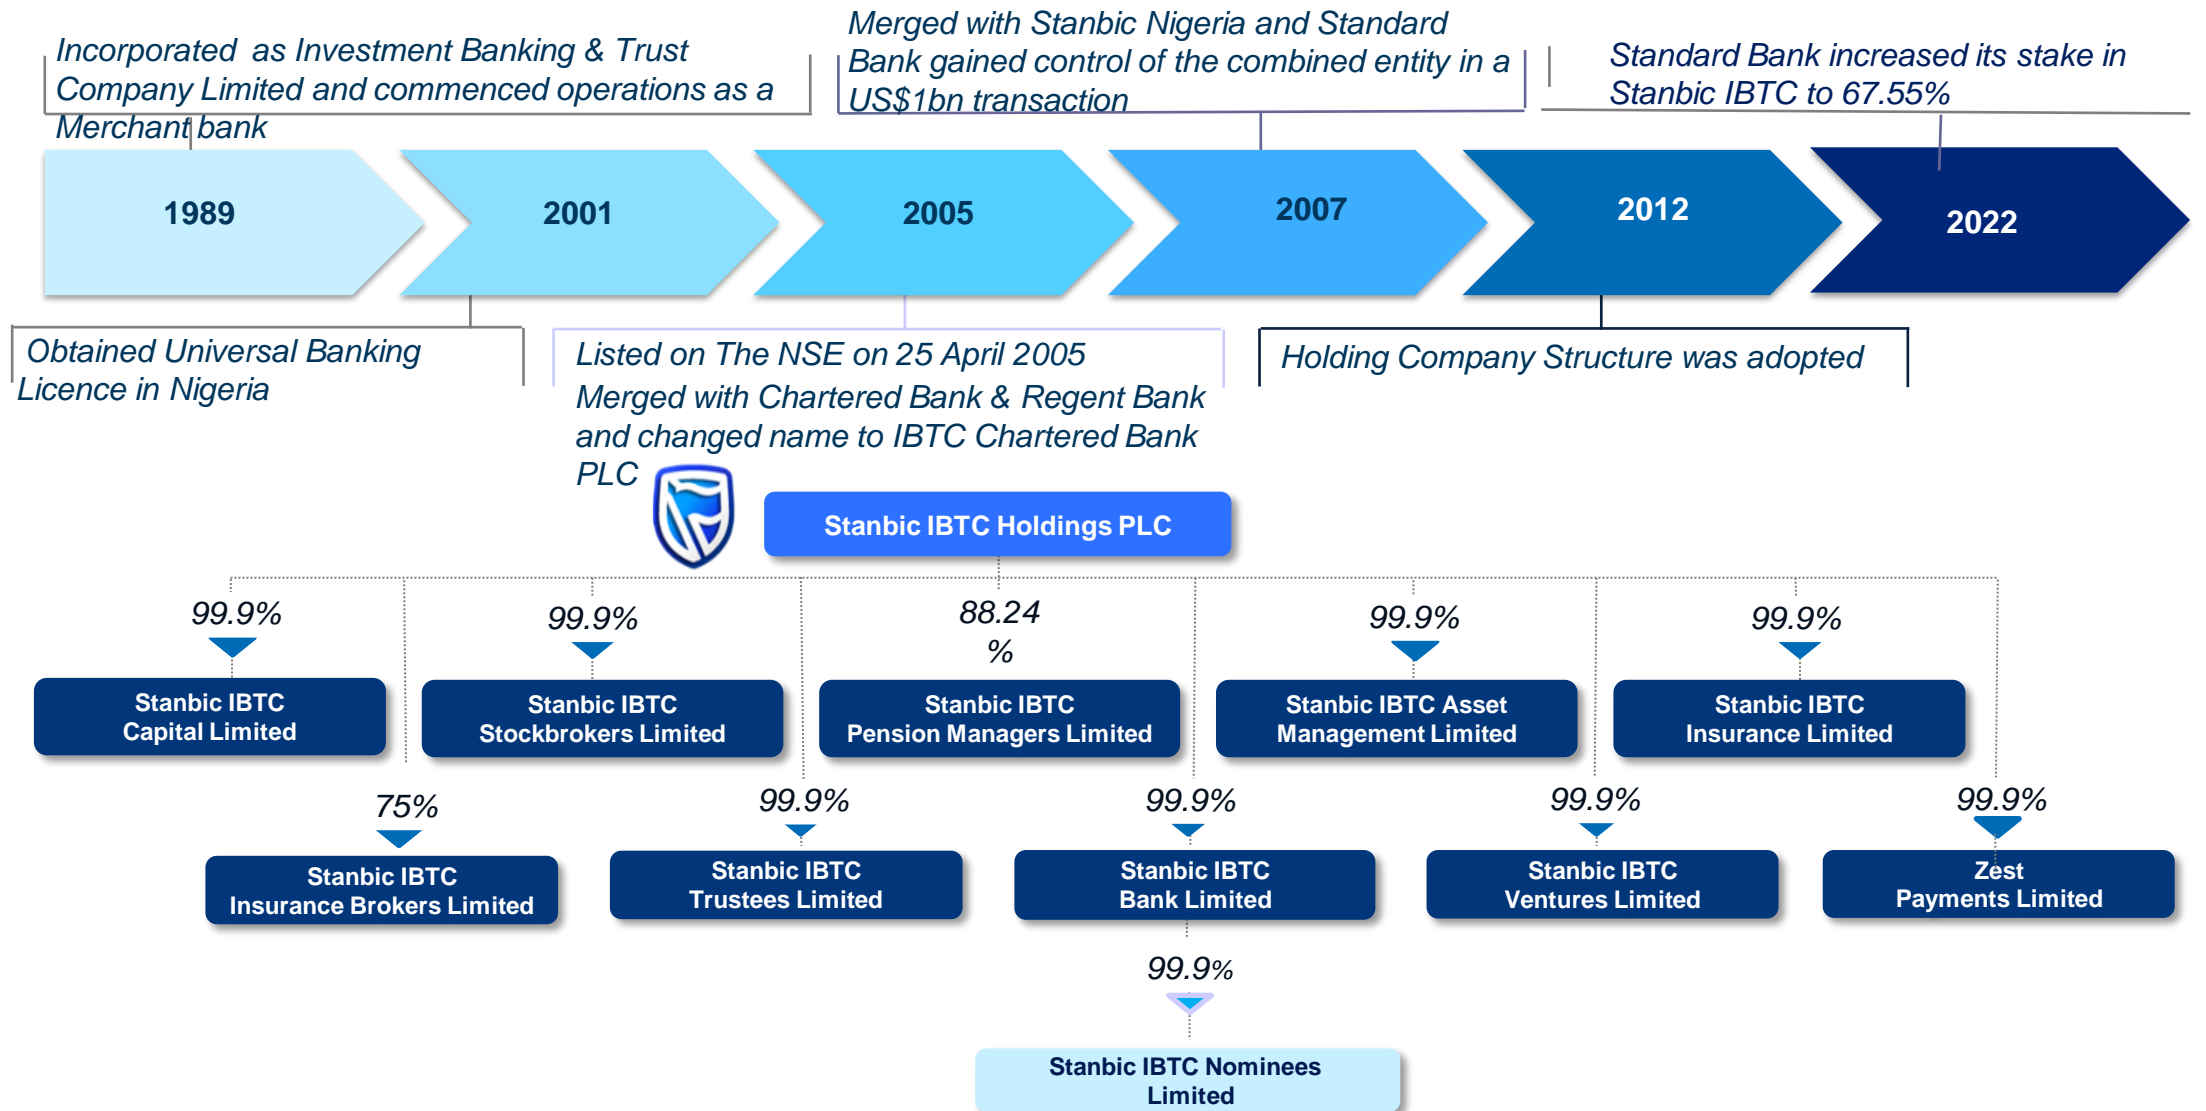 Incorporated as Investment Banking & Trust
Company Limited and commenced operations as a
Merchant bank
Merged with Stanbic Nigeria and Standard
Bank gained control of the combined entity in a
US$1bn transaction
Standard Bank increased its stake in
Stanbic IBTC to 67.55%
1989
2001
2005
2007
2012
2022
Obtained Universal Banking
Licence in Nigeria
Listed on The NSE on 25 April 2005
Merged with Chartered Bank & Regent Bank
and changed name to IBTC Chartered Bank
PLC
Holding Company Structure was adopted
Stanbic IBTC Holdings PLC
99.9%
99.9%
88.24
%
99.9%
99.9%
Stanbic IBTC
Capital Limited
Stanbic IBTC
Stockbrokers Limited
Stanbic IBTC
Pension Managers Limited
Stanbic IBTC Asset
Management Limited
Stanbic IBTC
Insurance Limited
75%
99.9%
99.9%
99.9%
99.9%
Stanbic IBTC
Insurance Brokers Limited
Stanbic IBTC
Trustees Limited
Stanbic IBTC
Bank Limited
Stanbic IBTC
Ventures Limited
Zest
Payments Limited
99.9%
Stanbic IBTC Nominees
Limited